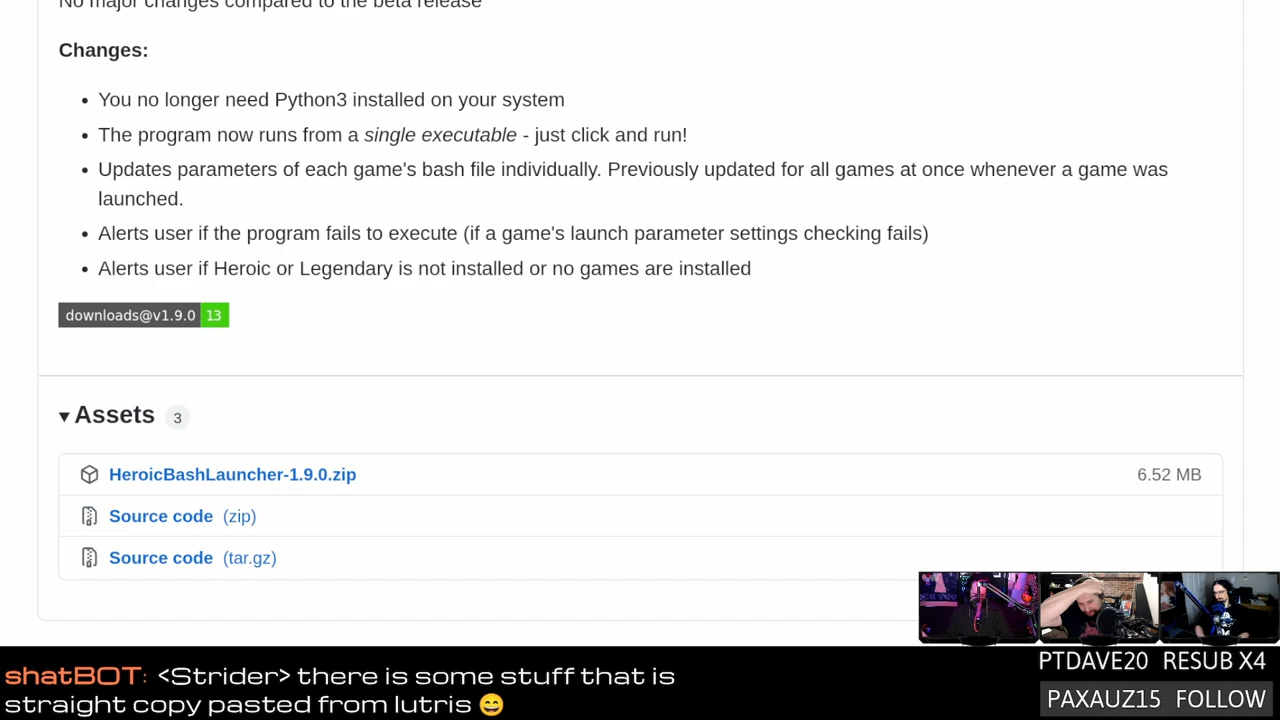 No major changes compared to the beta release
Changes:
You no longer need Python3 installed on your system
The program now runs from a single executable - just click and run!
Updates parameters of each game's bash file individually. Previously updated for all games at once whenever a game was
launched.
Alerts user if the program fails to execute (if a game's launch parameter settings checking fails)
Alerts user if Heroic or Legendary is not installed or no games are installed
downloads@v1.9.0 13
Assets 3
HeroicBashLauncher-1.9.0.zip 6.52 MB
Source code (zip)
Source code (tar.gz)
shatBOT: <Strider> there is some stuff that is
straight copy pasted from lutris 😄
PTDAVE20 RESUB X4
PAXAUZ15 FOLLOW